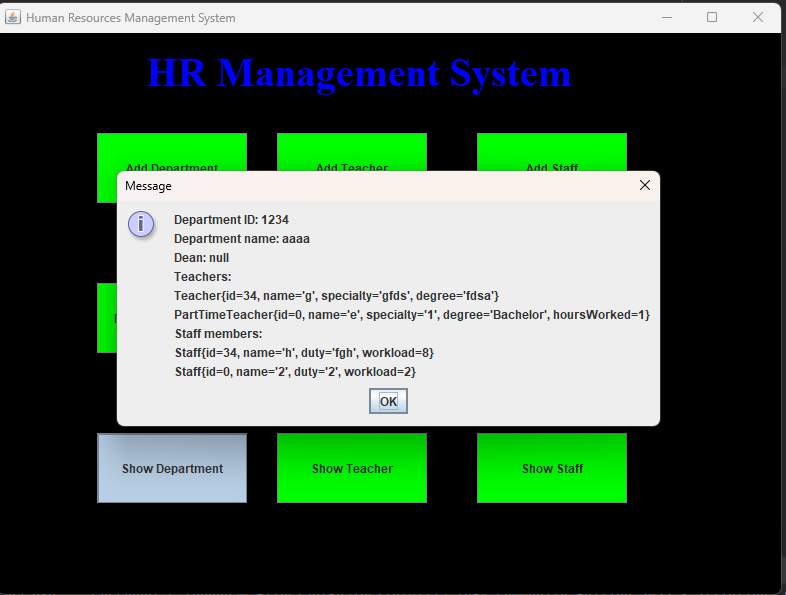 Human Resources Management System
HR Management System
Add Department Add Teacher Add Staff
Message
Department ID: 1234
Department name: aaaa
Dean: null
Teachers:
Teacher{id=34, name='g', specialty='gfds', degree='fdsa'}
PartTimeTeacher{id=0, name='e', specialty='1', degree='Bachelor', hoursWorked=1}
Staff members:
Staff{id=34, name='h', duty='fgh', workload=8}
Staff{id=0, name='2', duty='2', workload=2}
OK
Show Department Show Teacher Show Staff